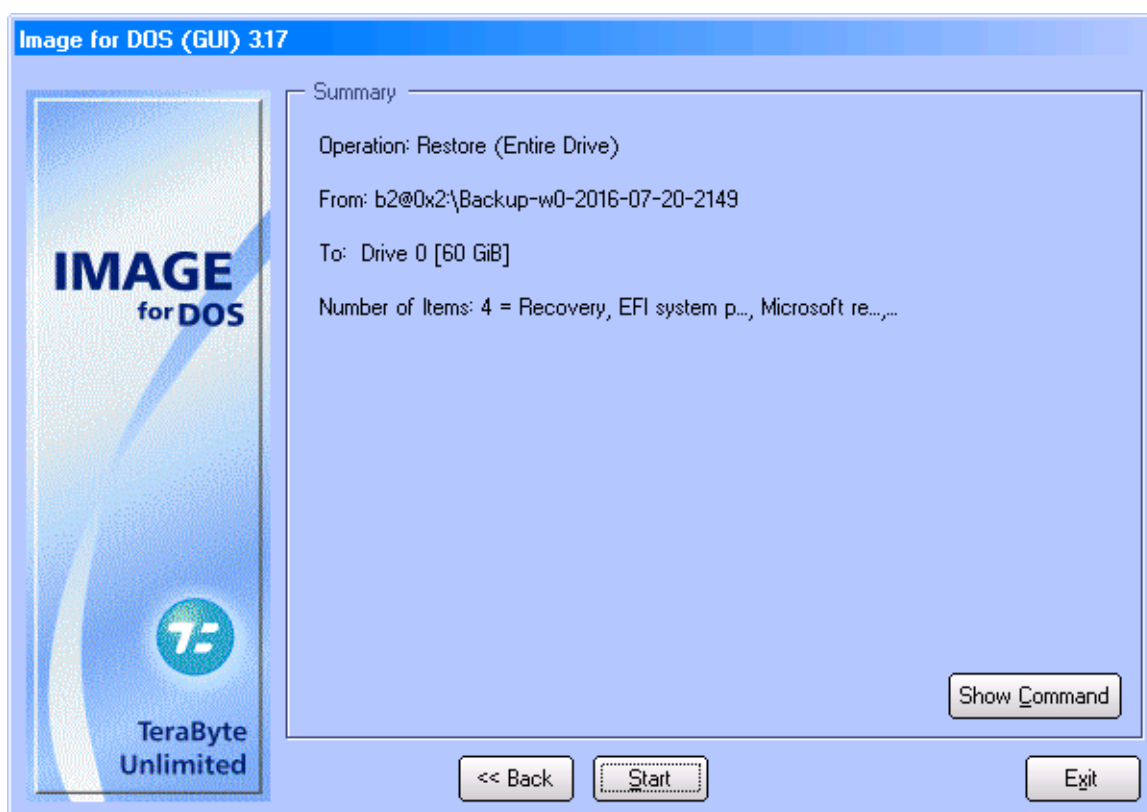 Image for DOS (GUI) 3.17
Summary
Operation: Restore (Entire Drive)
From: b2@0x2:\Backup-w0-2016-07-20-2149
To: Drive 0 [60 GiB]
Number of Items: 4 = Recovery, EFI system p..., Microsoft re...,...
IMAGE
for DOS
TeraByte
Unlimited
Show Command
<< Back
Start
Exit